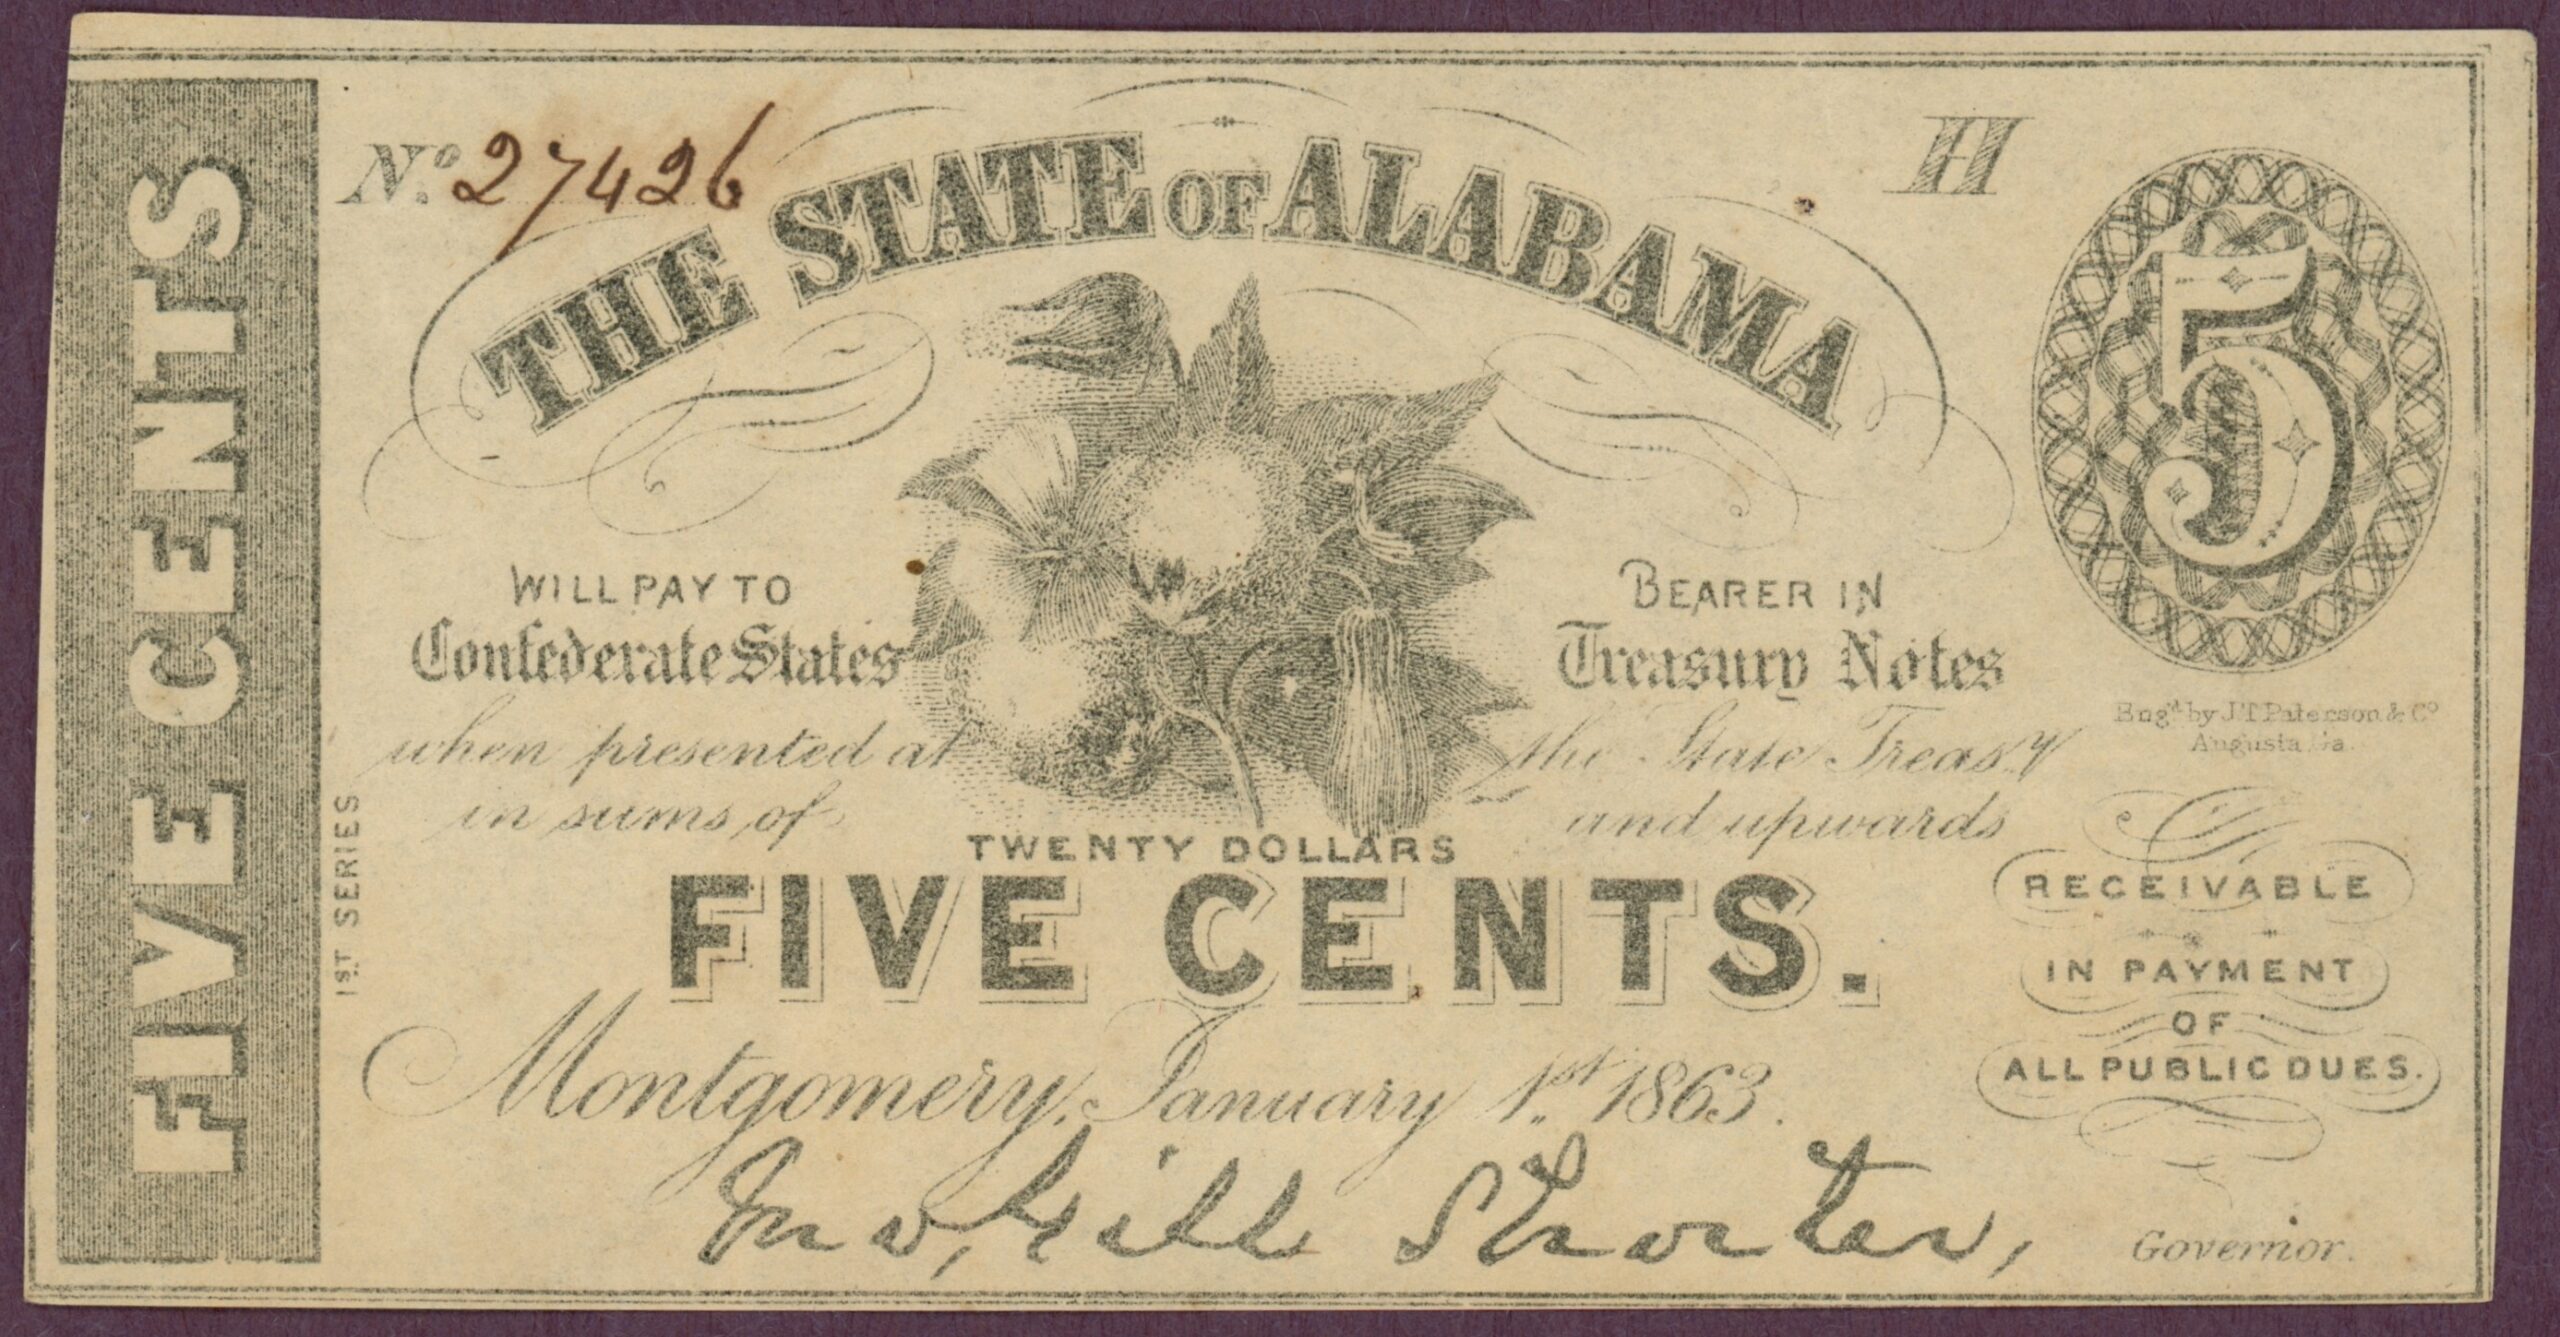 FIVE CENTS
1ST SERIES
No. 27426
H
THE STATE OF ALABAMA
5
WILL PAY TO BEARER IN
Confederate States Treasury Notes
when presented at the State Treasy
in sums of TWENTY DOLLARS and upwards
FIVE CENTS.
Montgomery, January 1st. 1863.
Jno, Gill Shorter, Governor.
Engd. by J T Paterson & Co
Augusta Ga.
RECEIVABLE
IN PAYMENT
OF
ALL PUBLIC DUES.